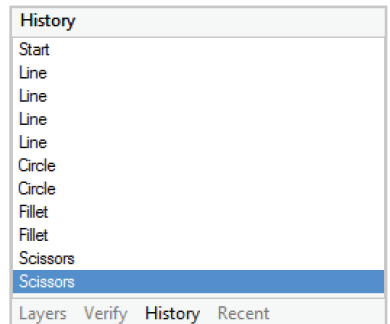 History
Start
Line
Line
Line
Line
Circle
Circle
Fillet
Fillet
Scissors
Scissors
Layers Verify History Recent